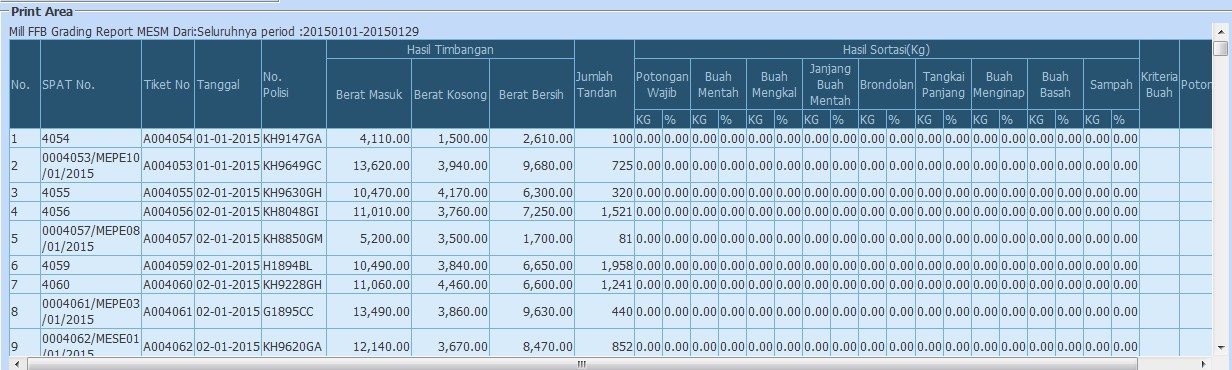 Print Area
Mill FFB Grading Report MESM Dari:Seluruhnya period :20150101-20150129
No. SPAT No. Tiket No Tanggal No. Polisi Hasil Timbangan Jumlah Tandan Hasil Sortasi(Kg) Kriteria Buah Poton
Berat Masuk Berat Kosong Berat Bersih Potongan Wajib Buah Mentah Buah Mengkal Janjang Buah Mentah Brondolan Tangkai Panjang Buah Menginap Buah Basah Sampah
KG % KG % KG % KG % KG % KG % KG % KG % KG %
1 4054 A004054 01-01-2015 KH9147GA 4,110.00 1,500.00 2,610.00 100 0.00 0.00 0.00 0.00 0.00 0.00 0.00 0.00 0.00 0.00 0.00 0.00 0.00 0.00 0.00 0.00 0.00 0.00
2 0004053/MEPE10/01/2015 A004053 01-01-2015 KH9649GC 13,620.00 3,940.00 9,680.00 725 0.00 0.00 0.00 0.00 0.00 0.00 0.00 0.00 0.00 0.00 0.00 0.00 0.00 0.00 0.00 0.00 0.00 0.00
3 4055 A004055 02-01-2015 KH9630GH 10,470.00 4,170.00 6,300.00 320 0.00 0.00 0.00 0.00 0.00 0.00 0.00 0.00 0.00 0.00 0.00 0.00 0.00 0.00 0.00 0.00 0.00 0.00
4 4056 A004056 02-01-2015 KH8048GI 11,010.00 3,760.00 7,250.00 1,521 0.00 0.00 0.00 0.00 0.00 0.00 0.00 0.00 0.00 0.00 0.00 0.00 0.00 0.00 0.00 0.00 0.00 0.00
5 0004057/MEPE08/01/2015 A004057 02-01-2015 KH8850GM 5,200.00 3,500.00 1,700.00 81 0.00 0.00 0.00 0.00 0.00 0.00 0.00 0.00 0.00 0.00 0.00 0.00 0.00 0.00 0.00 0.00 0.00 0.00
6 4059 A004059 02-01-2015 H1894BL 10,490.00 3,840.00 6,650.00 1,958 0.00 0.00 0.00 0.00 0.00 0.00 0.00 0.00 0.00 0.00 0.00 0.00 0.00 0.00 0.00 0.00 0.00 0.00
7 4060 A004060 02-01-2015 KH9228GH 11,060.00 4,460.00 6,600.00 1,241 0.00 0.00 0.00 0.00 0.00 0.00 0.00 0.00 0.00 0.00 0.00 0.00 0.00 0.00 0.00 0.00 0.00 0.00
8 0004061/MEPE03/01/2015 A004061 02-01-2015 G1895CC 13,490.00 3,860.00 9,630.00 440 0.00 0.00 0.00 0.00 0.00 0.00 0.00 0.00 0.00 0.00 0.00 0.00 0.00 0.00 0.00 0.00 0.00 0.00
9 0004062/MESE01/01/2015 A004062 02-01-2015 KH9620GA 12,140.00 3,670.00 8,470.00 852 0.00 0.00 0.00 0.00 0.00 0.00 0.00 0.00 0.00 0.00 0.00 0.00 0.00 0.00 0.00 0.00 0.00 0.00